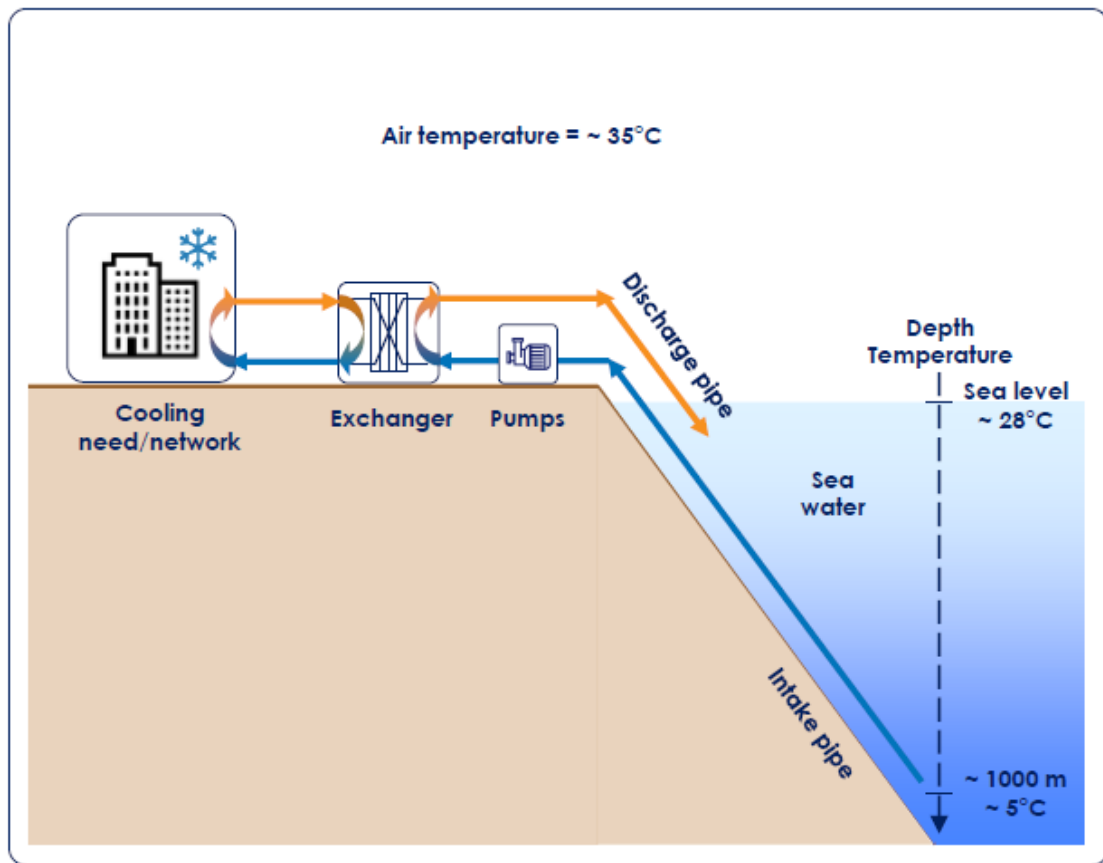 Air temperature = ~ 35°C
Discharge pipe
Depth
Temperature
Sea level
~ 28°C
Cooling
need/network
Exchanger
Pumps
Sea
water
Intake pipe
~ 1000 m
~ 5°C